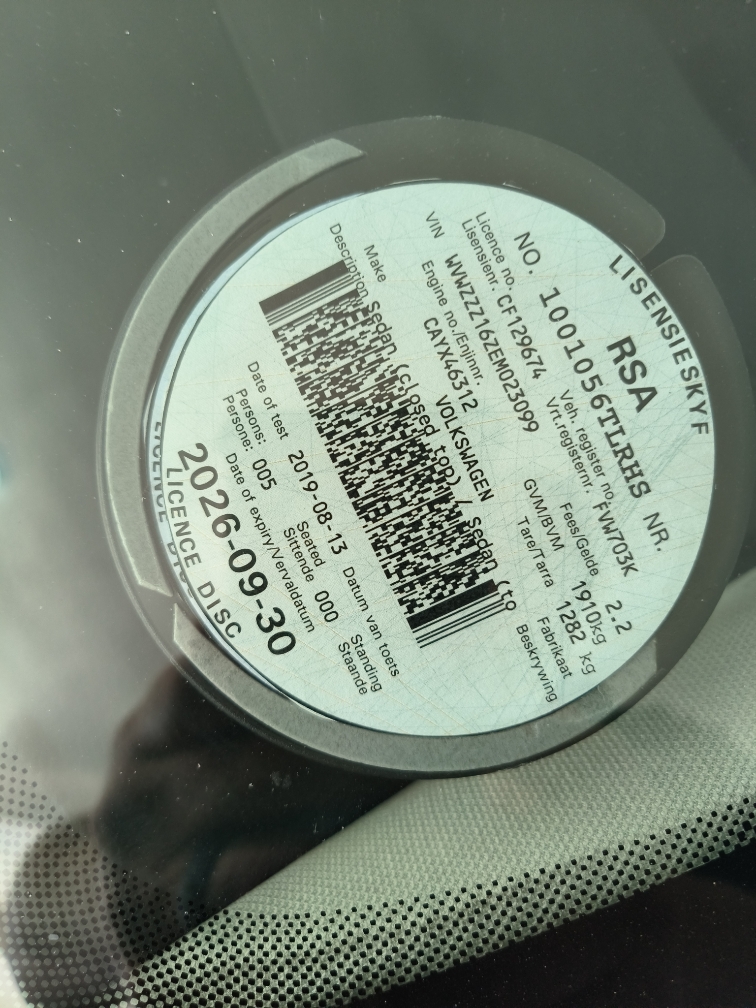 LISENSIESKYF
RSA
NO. 1001056TLRHS NR.
Veh. register no./
Vrt.registernr. FVW703K
Licence no.
Lisensienr. CF129674
Fees/Gelde 2.2
VIN WVWZZZ16ZEM023099
GVM/BVM 1910kg
Engine no./Enjinnr. CAYX46312
Tare/Tarra 1282 kg
Make VOLKSWAGEN Fabrikaat
Description Sedan (closed top) / Sedan (to Beskrywing
Date of test 2019-08-13 Datum van toets
Persons:
Persone: 005
Seated
Sittende 000
Standing
Staande
Date of expiry/Vervaldatum
2026-09-30
LICENCE DISC